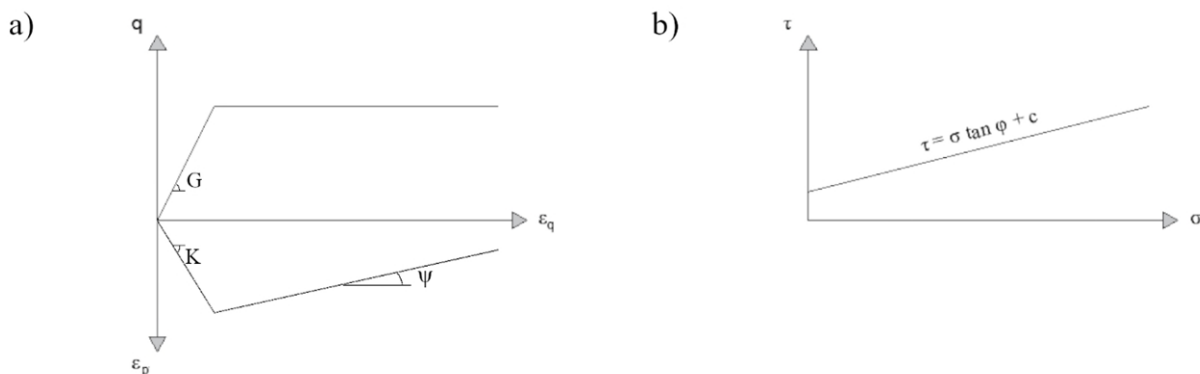 a)
q
G
ε_q
K
ψ
ε_p
b)
τ
τ = σ tan φ + c
σ